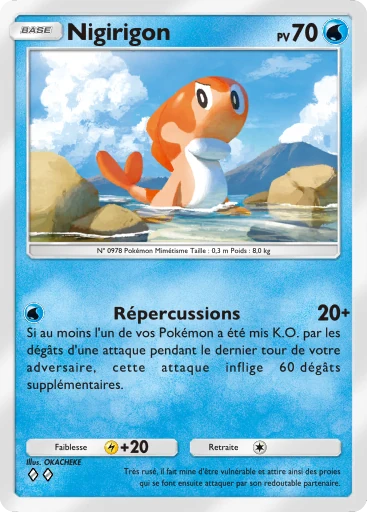 BASE Nigirigon PV 70
N° 0978 Pokémon Mimétisme Taille : 0,3 m Poids : 8,0 kg
Répercussions 20+
Si au moins l'un de vos Pokémon a été mis K.O. par les
dégâts d'une attaque pendant le dernier tour de votre
adversaire, cette attaque inflige 60 dégâts
supplémentaires.
Faiblesse +20 Retraite
Illus. OKACHEKE
Très rusé, il fait mine d'être vulnérable et attire ainsi des proies
qui se font ensuite attaquer par son redoutable partenaire.